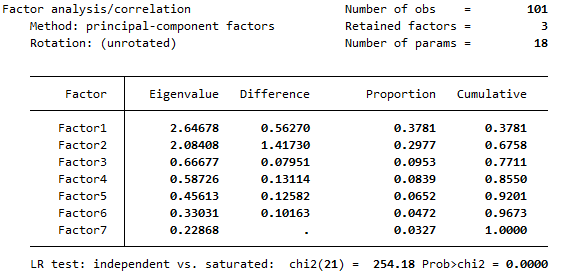 Factor analysis/correlation Number of obs = 101
Method: principal-component factors Retained factors = 3
Rotation: (unrotated) Number of params = 18
Factor Eigenvalue Difference Proportion Cumulative
Factor1 2.64678 0.56270 0.3781 0.3781
Factor2 2.08408 1.41730 0.2977 0.6758
Factor3 0.66677 0.07951 0.0953 0.7711
Factor4 0.58726 0.13114 0.0839 0.8550
Factor5 0.45613 0.12582 0.0652 0.9201
Factor6 0.33031 0.10163 0.0472 0.9673
Factor7 0.22868 . 0.0327 1.0000
LR test: independent vs. saturated: chi2(21) = 254.18 Prob>chi2 = 0.0000